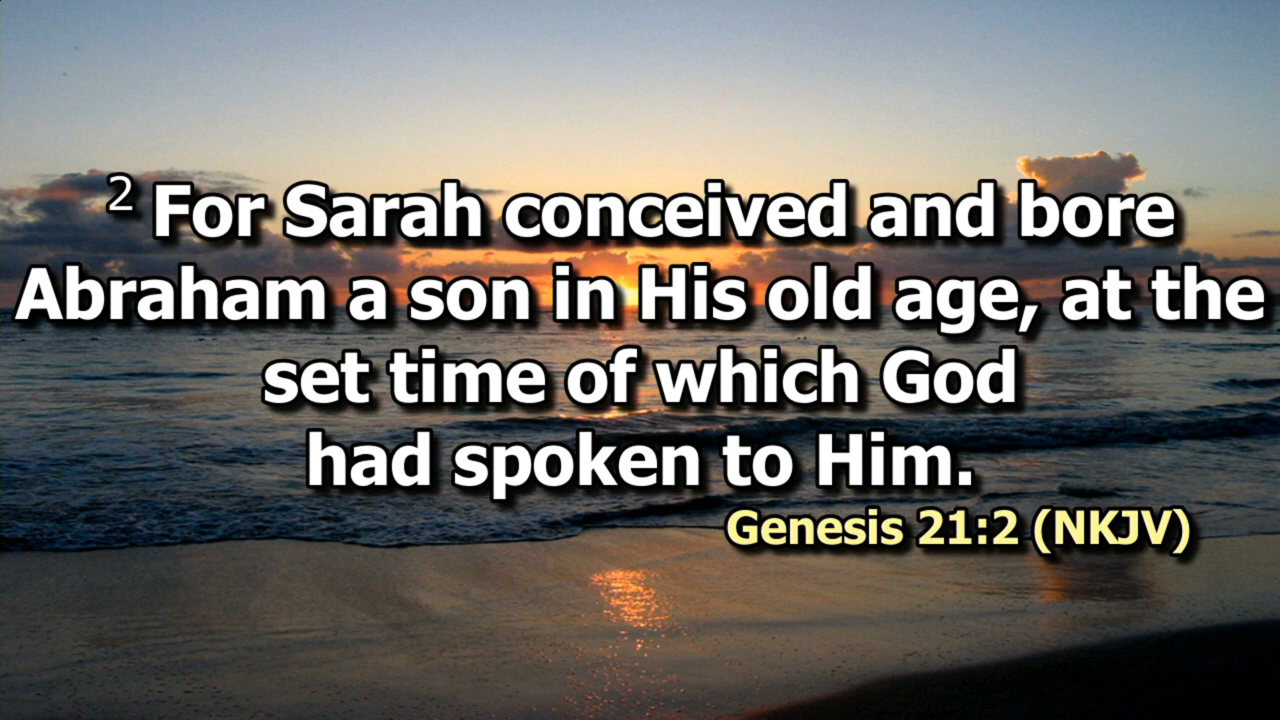 2 For Sarah conceived and bore
Abraham a son in His old age, at the
set time of which God
had spoken to Him.
Genesis 21:2 (NKJV)